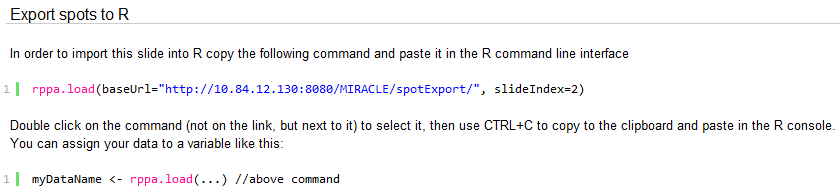 Export spots to R
In order to import this slide into R copy the following command and paste it in the R command line interface
1 rppa.load(baseUrl="http://10.84.12.130:8080/MIRACLE/spotExport/", slideIndex=2)
Double click on the command (not on the link, but next to it) to select it, then use CTRL+C to copy to the clipboard and paste in the R console.
You can assign your data to a variable like this:
1 myDataName <- rppa.load(...) //above command